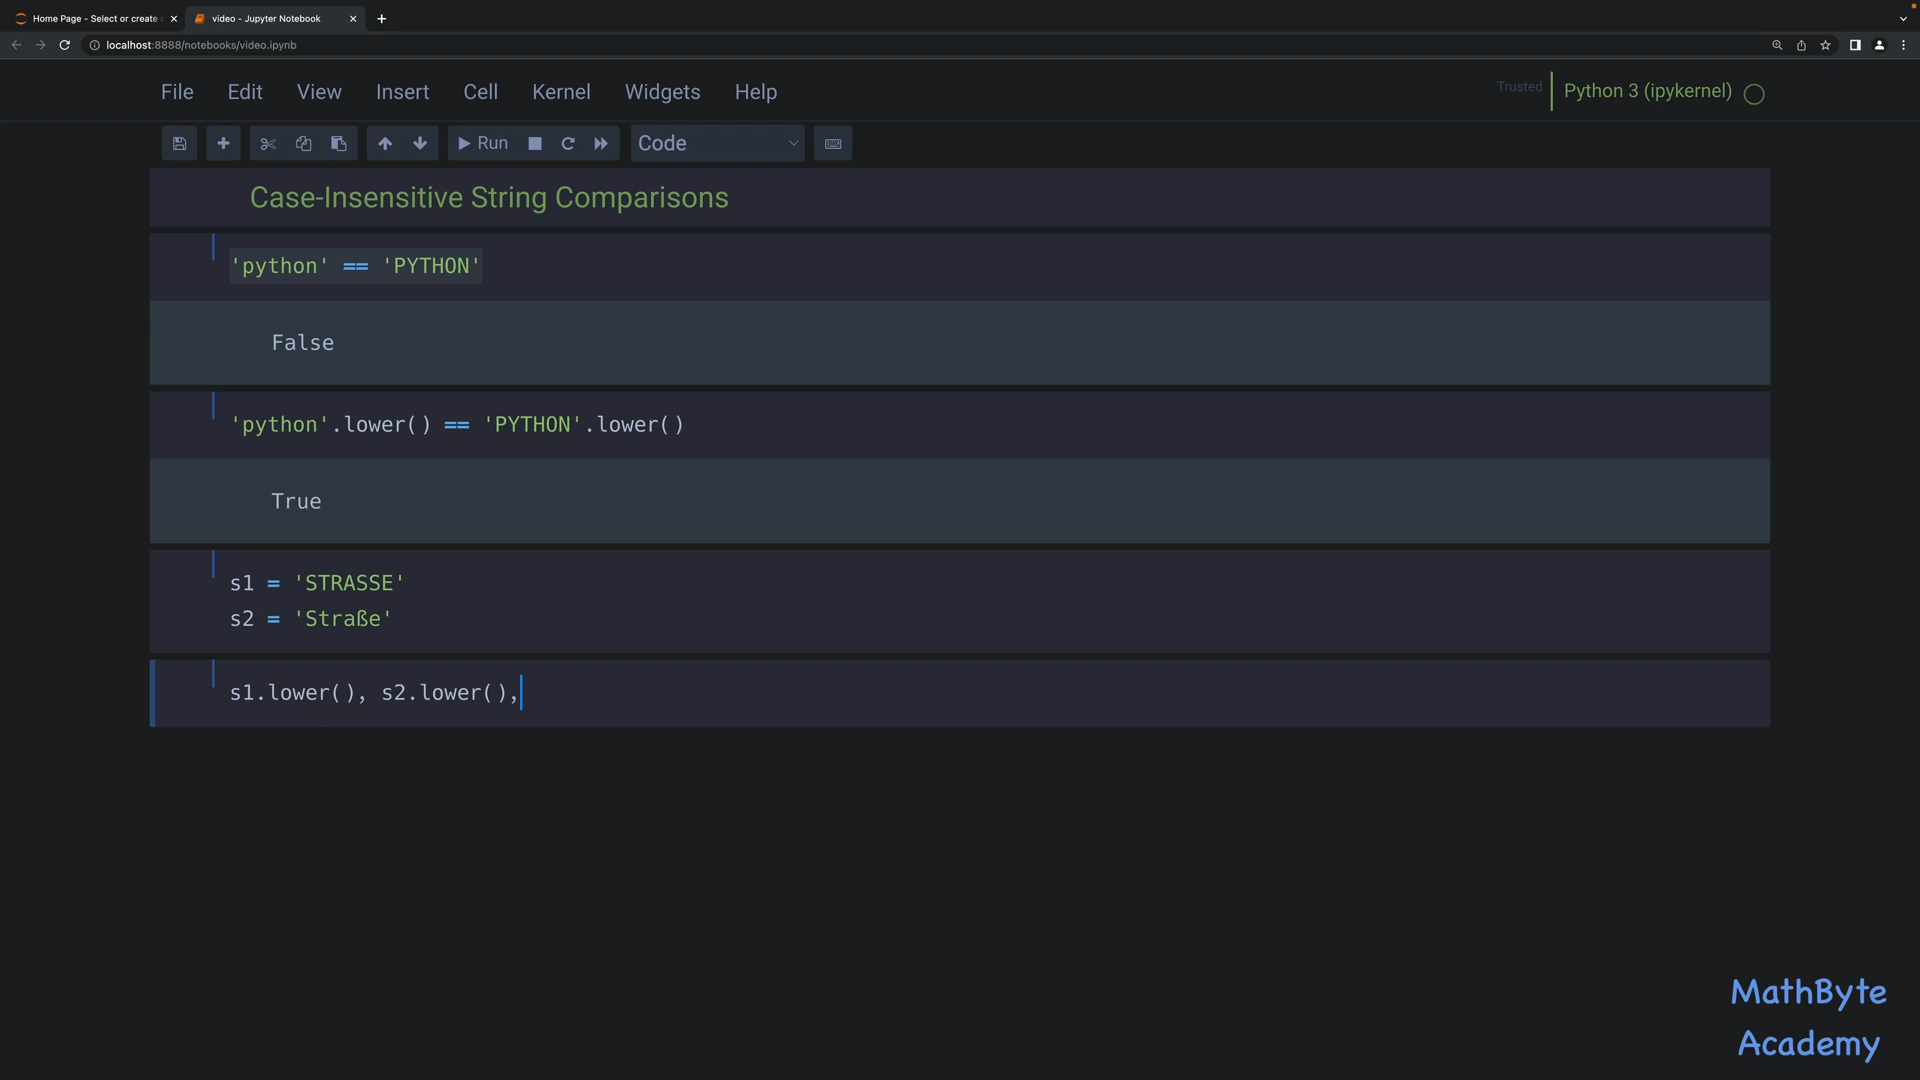 Home Page - Select or create
video - Jupyter Notebook
localhost:8888/notebooks/video.ipynb
File Edit View Insert Cell Kernel Widgets Help
Trusted
Python 3 (ipykernel)
Run
Code
Case-Insensitive String Comparisons
'python' == 'PYTHON'
False
'python'.lower() == 'PYTHON'.lower()
True
s1 = 'STRASSE'
s2 = 'Straße'
s1.lower(), s2.lower(),
MathByte
Academy